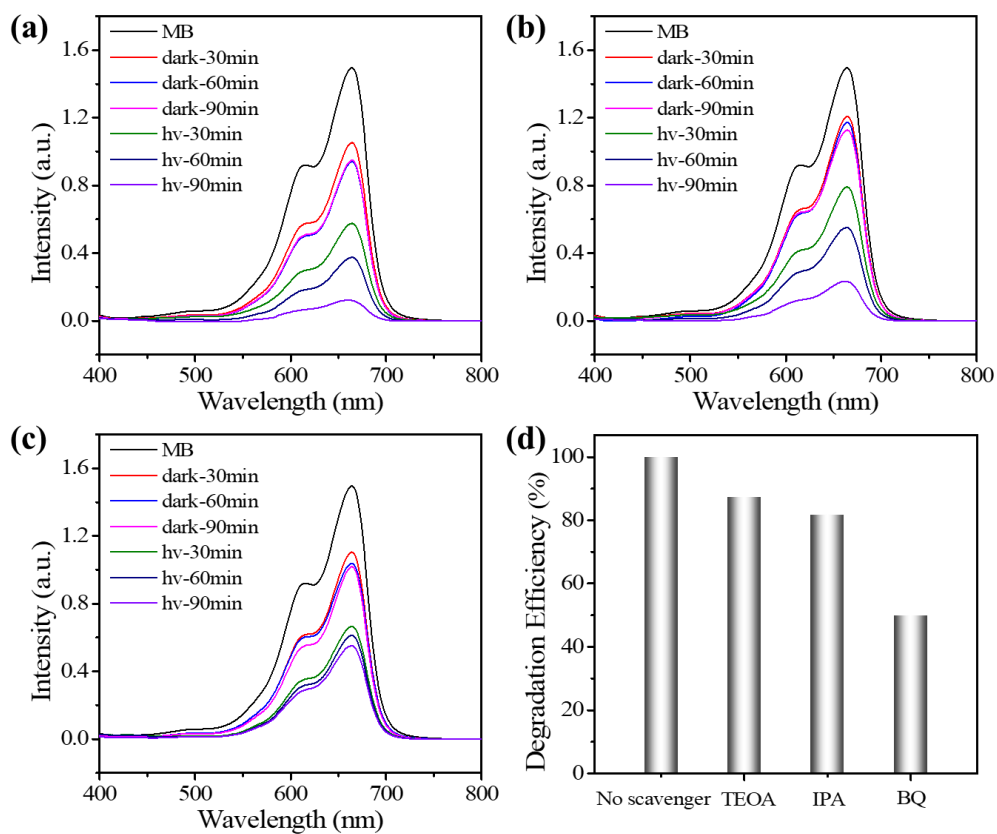 (a)
MB
dark-30min
dark-60min
dark-90min
hv-30min
hv-60min
hv-90min
1.6
1.2
0.8
0.4
0.0
Intensity (a.u.)
400 500 600 700 800
Wavelength (nm)
(b)
MB
dark-30min
dark-60min
dark-90min
hv-30min
hv-60min
hv-90min
1.6
1.2
0.8
0.4
0.0
Intensity (a.u.)
400 500 600 700 800
Wavelength (nm)
(c)
MB
dark-30min
dark-60min
dark-90min
hv-30min
hv-60min
hv-90min
1.6
1.2
0.8
0.4
0.0
Intensity (a.u.)
400 500 600 700 800
Wavelength (nm)
(d)
100
80
60
40
20
0
Degradation Efficiency (%)
No scavenger TEOA IPA BQ